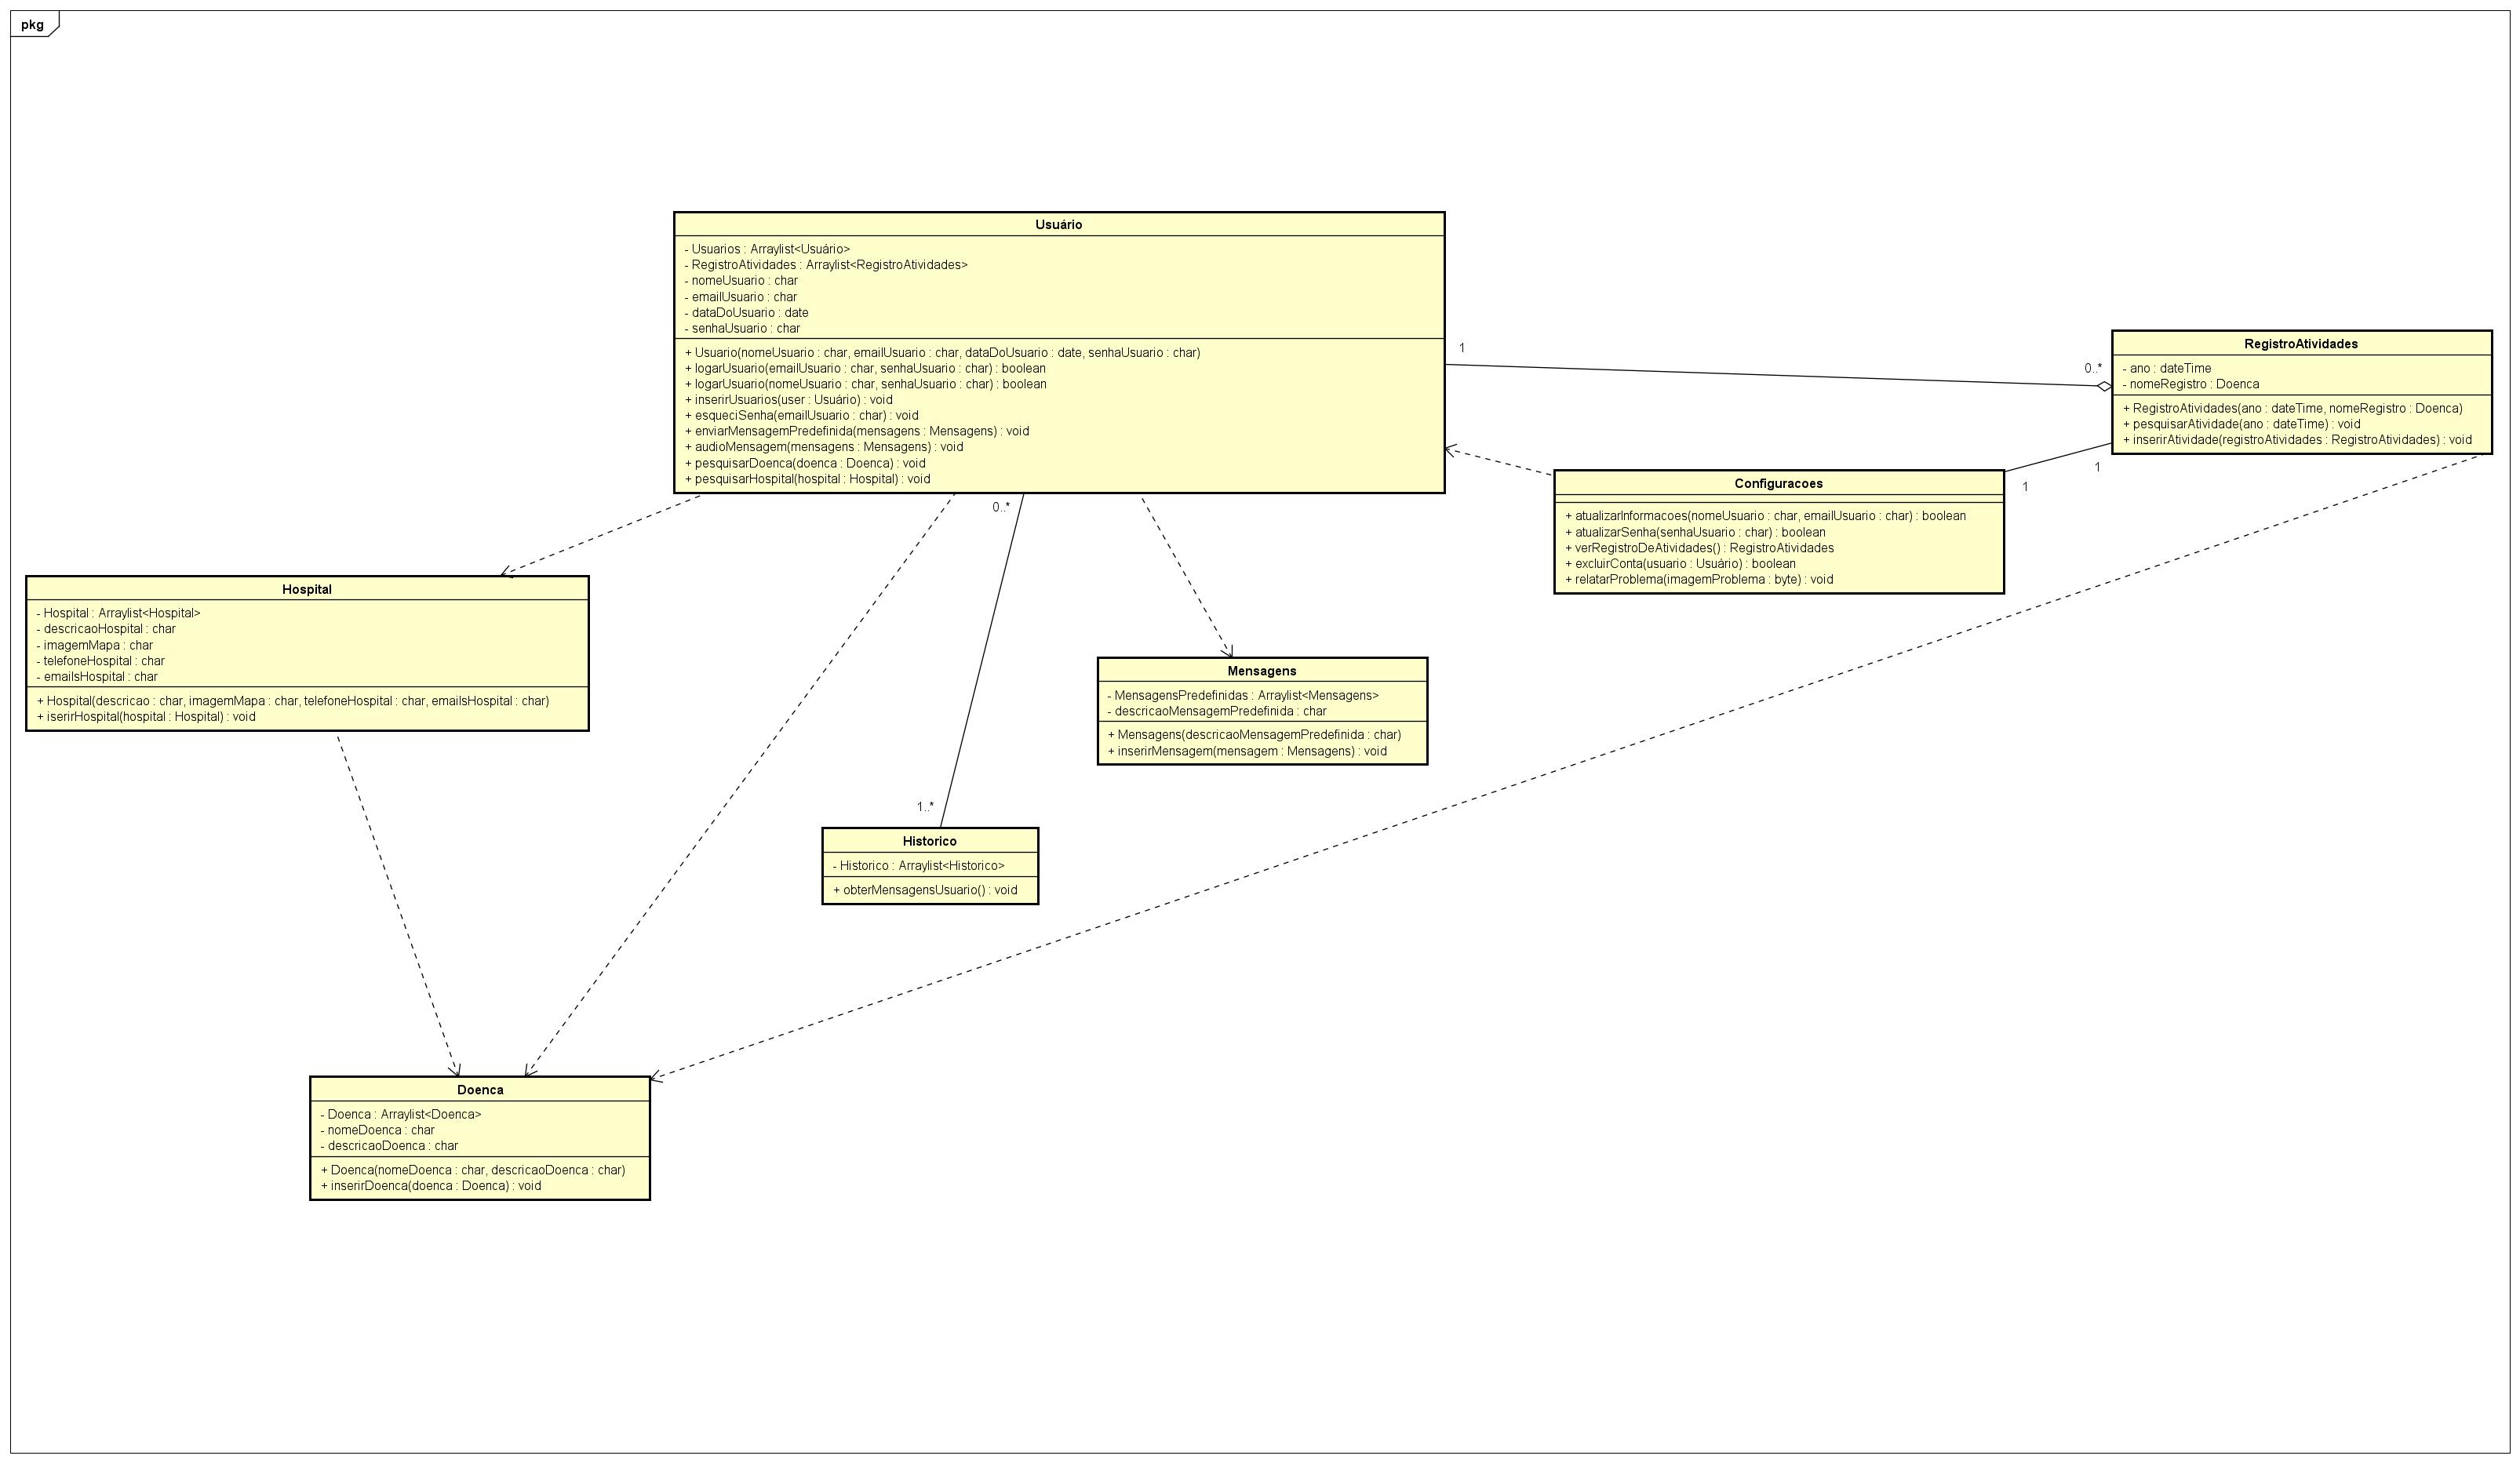 pkg
Usuário
- Usuarios : Arraylist<Usuário>
- RegistroAtividades : Arraylist<RegistroAtividades>
- nomeUsuario : char
- emailUsuario : char
- dataDoUsuario : date
- senhaUsuario : char
+ Usuario(nomeUsuario : char, emailUsuario : char, dataDoUsuario : date, senhaUsuario : char)
+ logarUsuario(emailUsuario : char, senhaUsuario : char) : boolean
+ logarUsuario(nomeUsuario : char, senhaUsuario : char) : boolean
+ inserirUsuarios(user : Usuário) : void
+ esqueciSenha(emailUsuario : char) : void
+ enviarMensagemPredefinida(mensagens : Mensagens) : void
+ audioMensagem(mensagens : Mensagens) : void
+ pesquisarDoenca(doenca : Doenca) : void
+ pesquisarHospital(hospital : Hospital) : void
1
0..*
RegistroAtividades
- ano : dateTime
- nomeRegistro : Doenca
+ RegistroAtividades(ano : dateTime, nomeRegistro : Doenca)
+ pesquisarAtividade(ano : dateTime) : void
+ inserirAtividade(registroAtividades : RegistroAtividades) : void
1
1
Configuracoes
+ atualizarInformacoes(nomeUsuario : char, emailUsuario : char) : boolean
+ atualizarSenha(senhaUsuario : char) : boolean
+ verRegistroDeAtividades() : RegistroAtividades
+ excluirConta(usuario : Usuário) : boolean
+ relatarProblema(imagemProblema : byte) : void
0..*
Hospital
- Hospital : Arraylist<Hospital>
- descricaoHospital : char
- imagemMapa : char
- telefoneHospital : char
- emailsHospital : char
+ Hospital(descricao : char, imagemMapa : char, telefoneHospital : char, emailsHospital : char)
+ iserirHospital(hospital : Hospital) : void
Mensagens
- MensagensPredefinidas : Arraylist<Mensagens>
- descricaoMensagemPredefinida : char
+ Mensagens(descricaoMensagemPredefinida : char)
+ inserirMensagem(mensagem : Mensagens) : void
1..*
Historico
- Historico : Arraylist<Historico>
+ obterMensagensUsuario() : void
Doenca
- Doenca : Arraylist<Doenca>
- nomeDoenca : char
- descricaoDoenca : char
+ Doenca(nomeDoenca : char, descricaoDoenca : char)
+ inserirDoenca(doenca : Doenca) : void